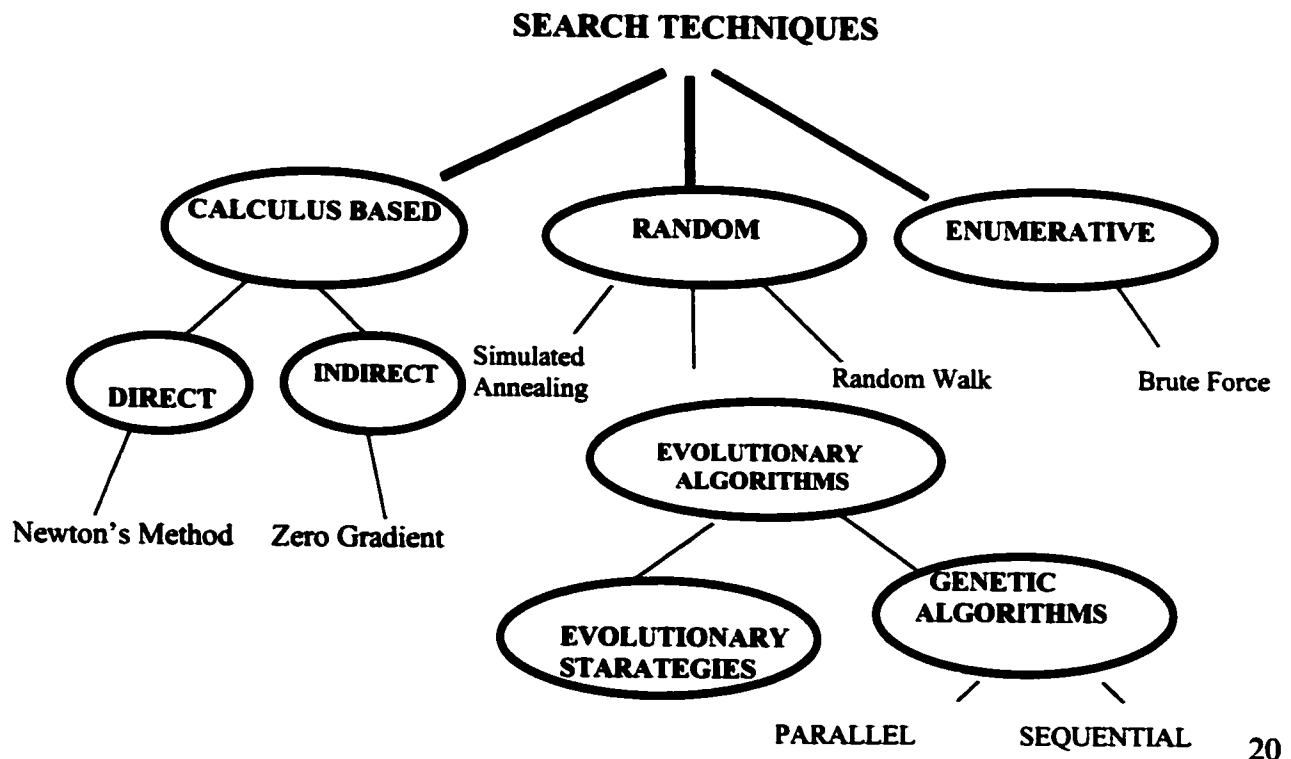 SEARCH TECHNIQUES
CALCULUS BASED
RANDOM
ENUMERATIVE
DIRECT
INDIRECT
Simulated
Annealing
Random Walk
Brute Force
Newton's Method
Zero Gradient
EVOLUTIONARY
ALGORITHMS
EVOLUTIONARY
STARATEGIES
GENETIC
ALGORITHMS
PARALLEL
SEQUENTIAL
20